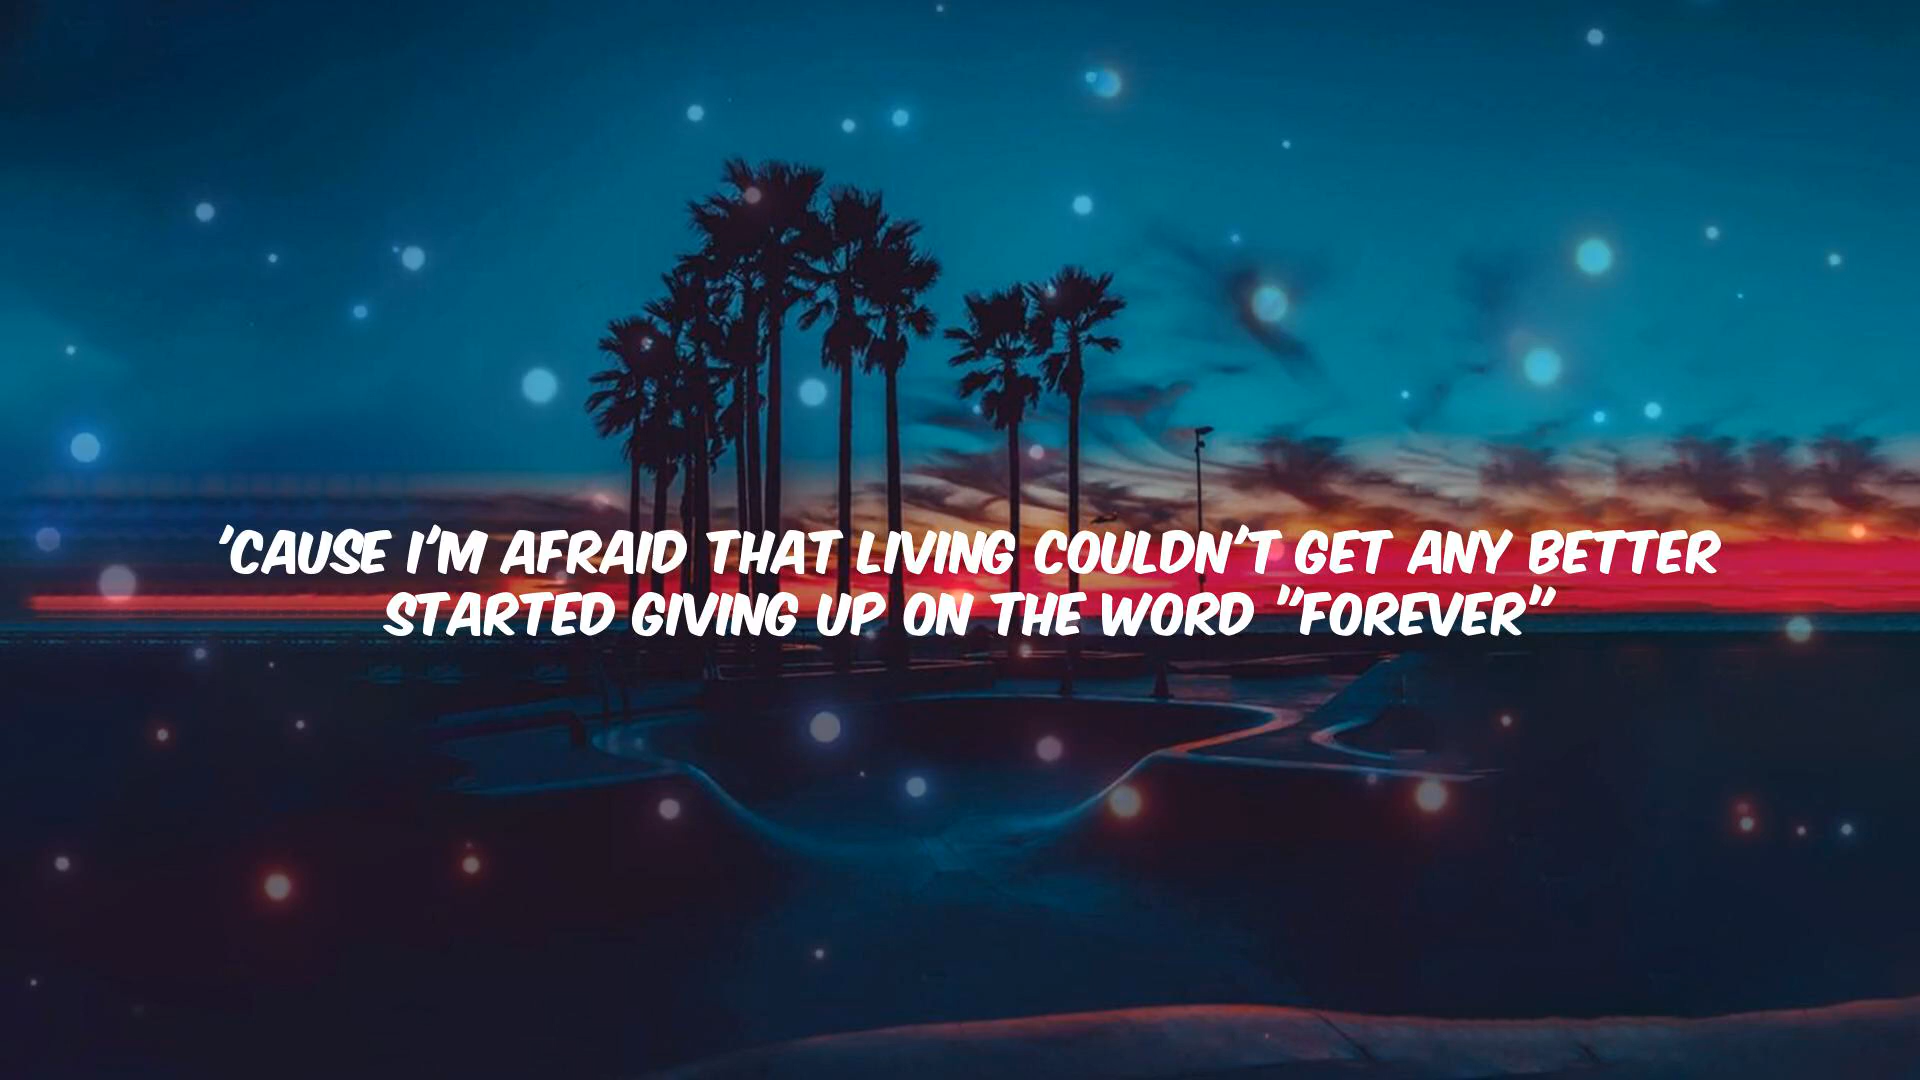 'CAUSE I'M AFRAID THAT LIVING COULDN'T GET ANY BETTER
STARTED GIVING UP ON THE WORD "FOREVER"